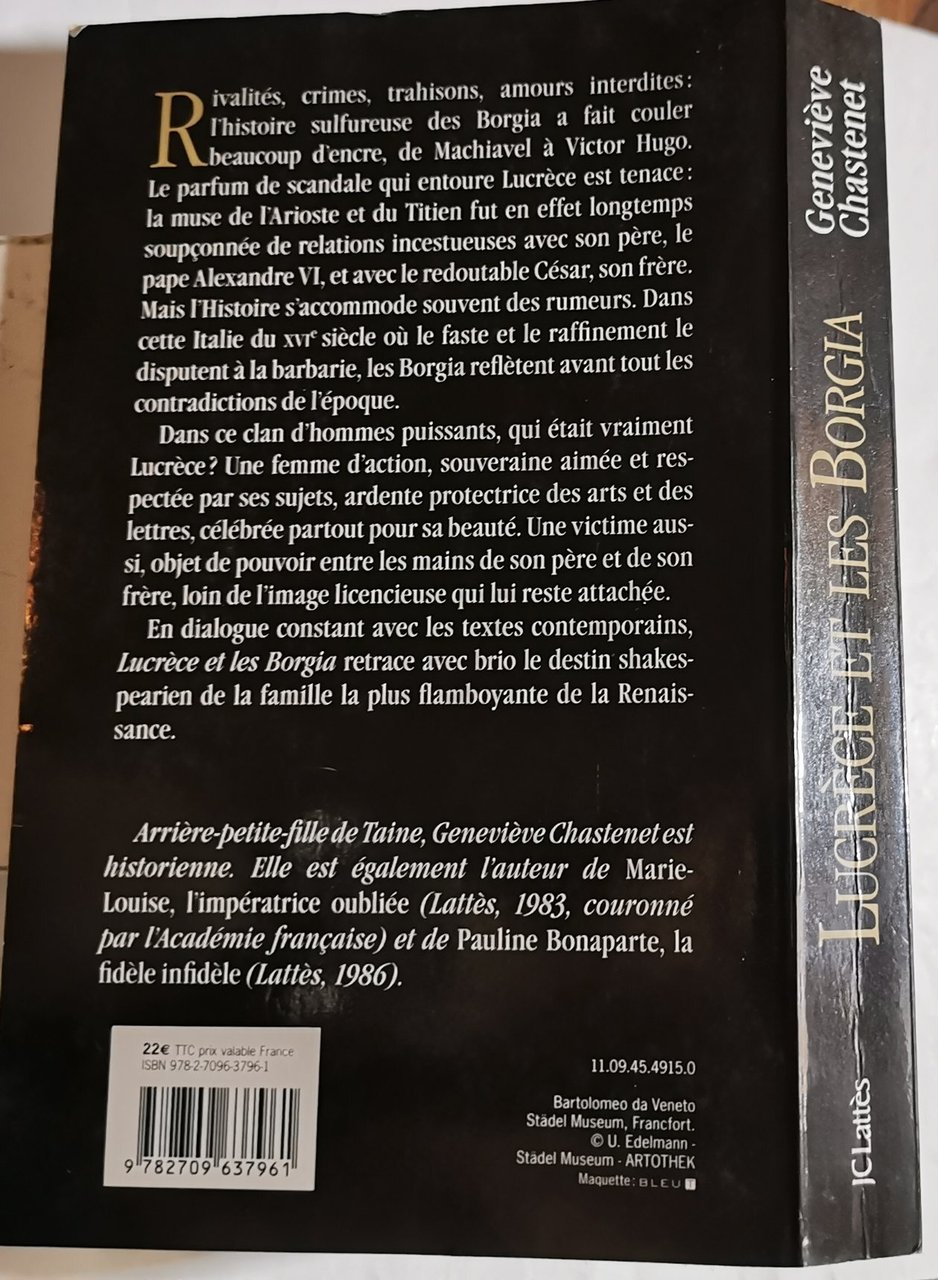 Rivalités, crimes, trahisons, amours interdites :
l'histoire sulfureuse des Borgia a fait couler
beaucoup d'encre, de Machiavel à Victor Hugo.
Le parfum de scandale qui entoure Lucrèce est tenace :
la muse de l'Arioste et du Titien fut en effet longtemps
soupçonnée de relations incestueuses avec son père, le
pape Alexandre VI, et avec le redoutable César, son frère.
Mais l'Histoire s'accommode souvent des rumeurs. Dans
cette Italie du XVIe siècle où le faste et le raffinement le
disputent à la barbarie, les Borgia reflètent avant tout les
contradictions de l'époque.
Dans ce clan d'hommes puissants, qui était vraiment
Lucrèce ? Une femme d'action, souveraine aimée et res-
pectée par ses sujets, ardente protectrice des arts et des
lettres, célébrée partout pour sa beauté. Une victime aus-
si, objet de pouvoir entre les mains de son père et de son
frère, loin de l'image licencieuse qui lui reste attachée.
En dialogue constant avec les textes contemporains,
Lucrèce et les Borgia retrace avec brio le destin shakes-
pearien de la famille la plus flamboyante de la Renais-
sance.
Arrière-petite-fille de Taine, Geneviève Chastenet est
historienne. Elle est également l'auteur de Marie-
Louise, l'impératrice oubliée (Lattès, 1983, couronné
par l'Académie française) et de Pauline Bonaparte, la
fidèle infidèle (Lattès, 1986).
22€ TTC prix valable France
ISBN 978-2-7096-3796-1
9 782709 637961
11.09.45.4915.0
Bartolomeo da Veneto
Städel Museum, Francfort.
© U. Edelmann -
Städel Museum - ARTOTHEK
Maquette : BLEU T
Geneviève
Chastenet
LUCRÈCE ET LES BORGIA
JC Lattès